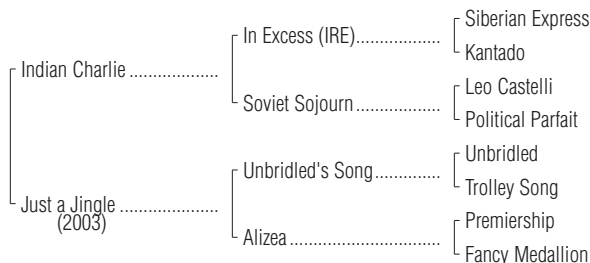 Siberian Express
In Excess (IRE)..................
Kantado
Indian Charlie ...................
Leo Castelli
Soviet Sojourn ..................
Political Parfait
Unbridled
Unbridled's Song..............
Trolley Song
Just a Jingle .....................
(2003)
Premiership
Alizea................................
Fancy Medallion